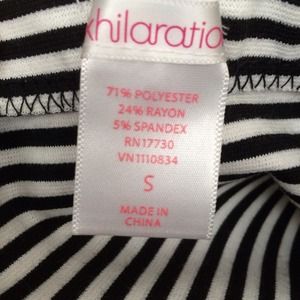 xhilaratio
71% POLYESTER
24% RAYON
5% SPANDEX
RN17730
VN1110834
S
MADE IN
CHINA